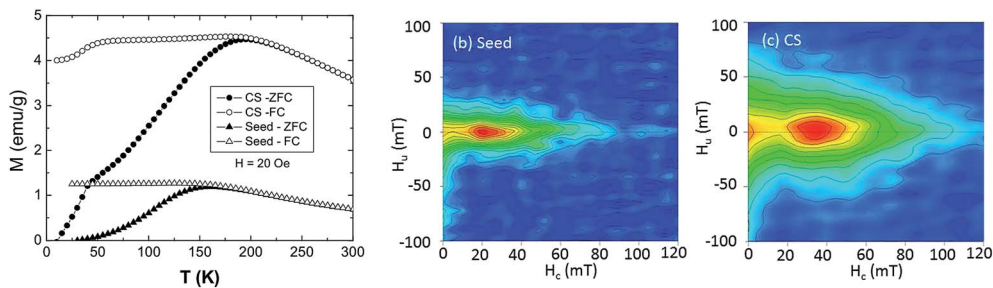 5
4
3
2
1
0
M (emu/g)
CS -ZFC
CS -FC
Seed - ZFC
Seed - FC
H = 20 Oe
0 50 100 150 200 250 300
T (K)
(b) Seed
100
50
0
-50
-100
Hu (mT)
0 20 40 60 80 100 120
Hc (mT)
(c) CS
100
50
0
-50
-100
Hu (mT)
0 20 40 60 80 100 120
Hc (mT)